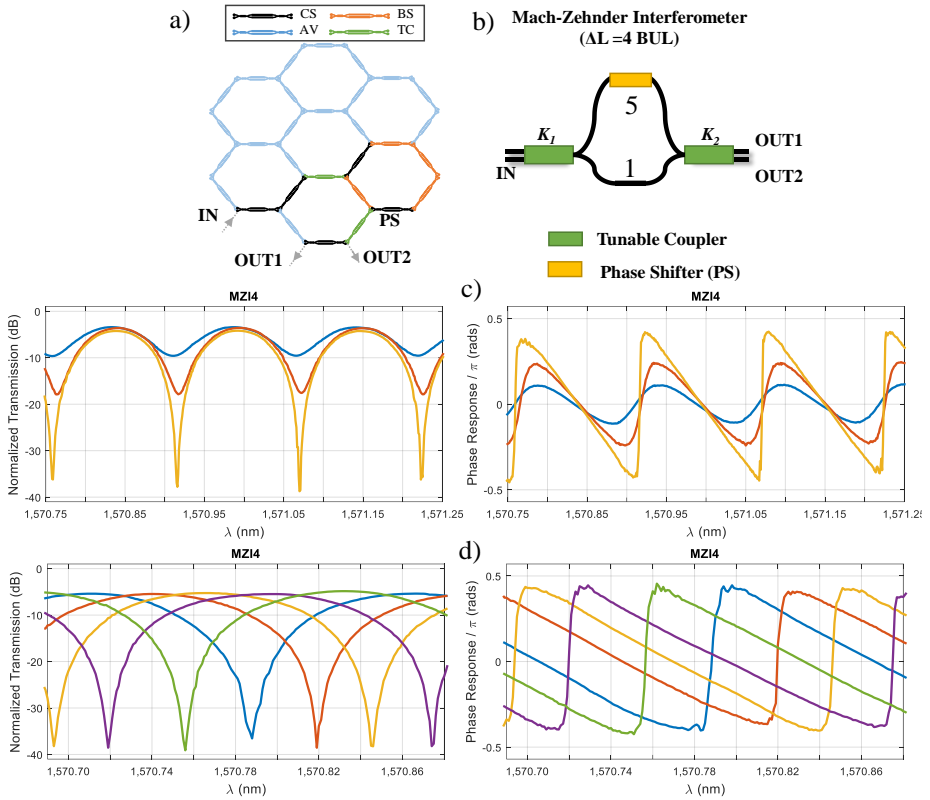 a)
CS BS
AV TC
IN
PS
OUT1
OUT2
b)
Mach-Zehnder Interferometer
(ΔL =4 BUL)
5
K1
K2
OUT1
1
IN
OUT2
Tunable Coupler
Phase Shifter (PS)
MZI4
Normalized Transmission (dB)
0
-10
-20
-30
-40
1,570.75 1,570.85 1,570.95 1,571.05 1,571.15 1,571.25
λ (nm)
c)
MZI4
Phase Response / π (rads)
0.5
0
-0.5
1,570.75 1,570.85 1,570.95 1,571.05 1,571.15 1,571.25
λ (nm)
MZI4
Normalized Transmission (dB)
0
-10
-20
-30
-40
1,570.70 1,570.74 1,570.78 1,570.82 1,570.86
λ (nm)
d)
MZI4
Phase Response / π (rads)
0.5
0
-0.5
1,570.70 1,570.74 1,570.78 1,570.82 1,570.86
λ (nm)